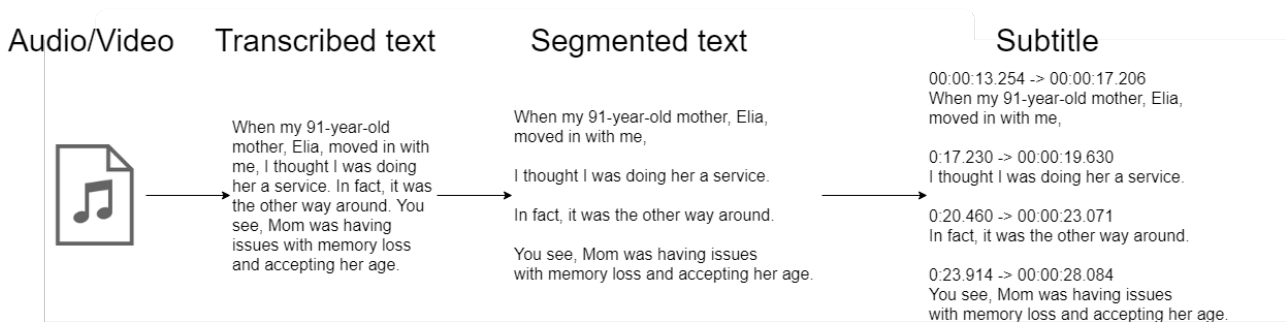 Audio/Video
Transcribed text
Segmented text
Subtitle
When my 91-year-old
mother, Elia, moved in with
me, I thought I was doing
her a service. In fact, it was
the other way around. You
see, Mom was having
issues with memory loss
and accepting her age.
When my 91-year-old mother, Elia,
moved in with me,
I thought I was doing her a service.
In fact, it was the other way around.
You see, Mom was having issues
with memory loss and accepting her age.
00:00:13.254 -> 00:00:17.206
When my 91-year-old mother, Elia,
moved in with me,
0:17.230 -> 00:00:19.630
I thought I was doing her a service.
0:20.460 -> 00:00:23.071
In fact, it was the other way around.
0:23.914 -> 00:00:28.084
You see, Mom was having issues
with memory loss and accepting her age.